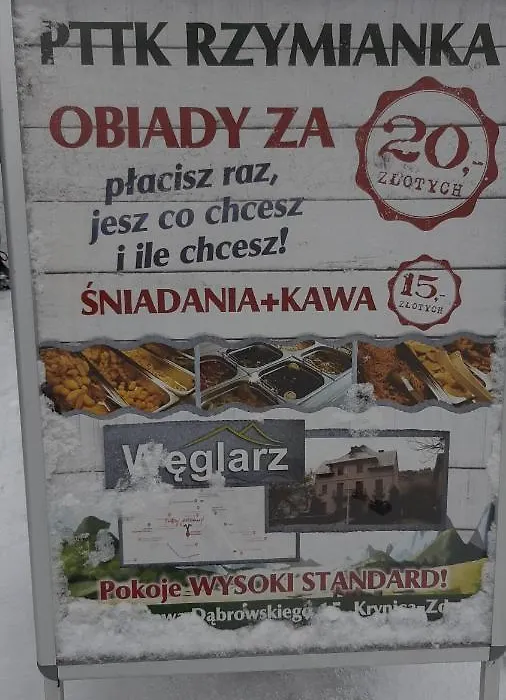 PTTK RZYMIANKA
OBIADY ZA
20,-
ZŁOTYCH
płacisz raz,
jesz co chcesz
i ile chcesz!
ŚNIADANIA+KAWA
15,-
ZŁOTYCH
Węglarz
Pokoje WYSOKI STANDARD!
Dąbrowskiego Krynica-Zd